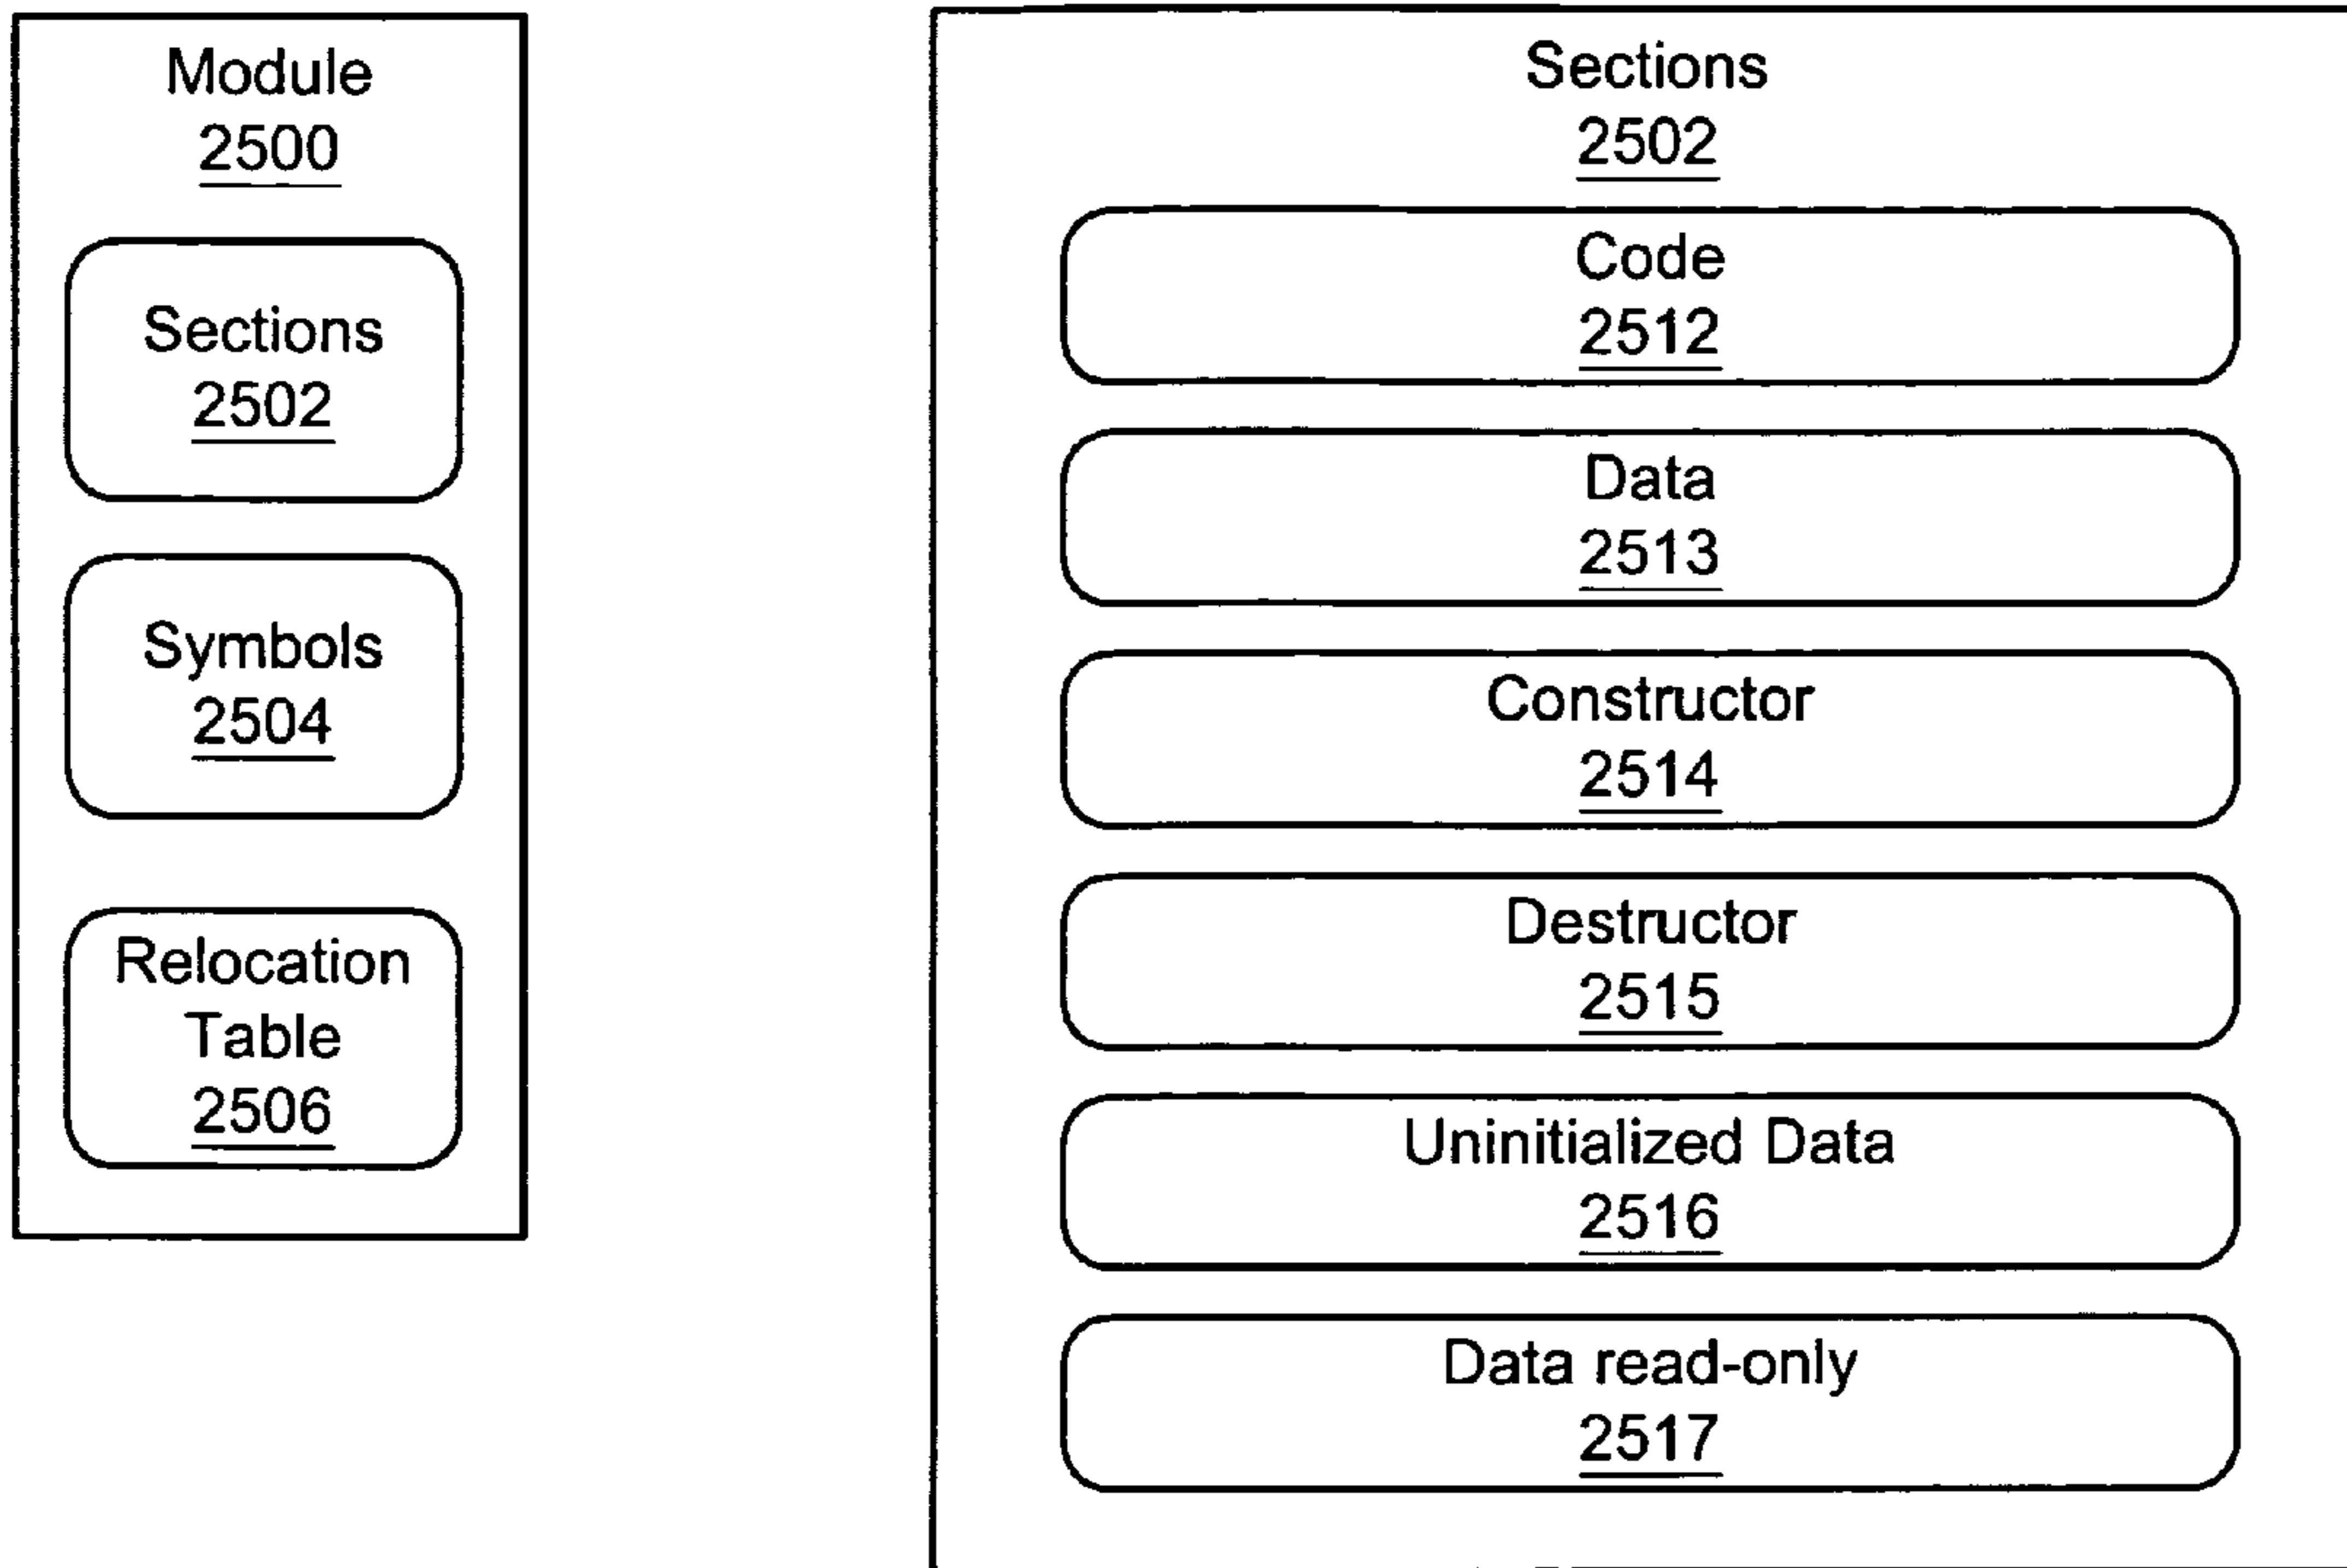 Module
2500
Sections
2502
Symbols
2504
Relocation
Table
2506
Sections
2502
Code
2512
Data
2513
Constructor
2514
Destructor
2515
Uninitialized Data
2516
Data read-only
2517